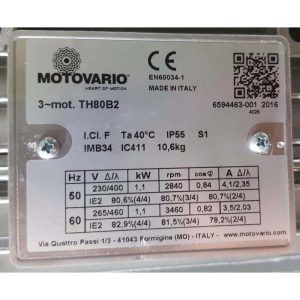 MOTOVARIO®
HEART OF MOTION
CE
EN60034-1
MADE IN ITALY
3~mot. TH80B2
6594463-001 2016
I.Cl. F Ta 40°C IP55 S1
IMB34 IC411 10,6kg
Hz V Δ/⅄ kW rpm cosφ A Δ/⅄
50 230/400 1,1 2840 0,84 4,1/2,35
IE2 80,6%(4/4) 80,7%(3/4) 80,7%(2/4)
60 265/460 1,1 3460 0,82 3,5/2,03
IE2 82,9%(4/4) 81,5%(3/4) 78,2%(2/4)
Via Quattro Passi 1/3 - 41043 Formigine (MO) - ITALY - www.motovario.com